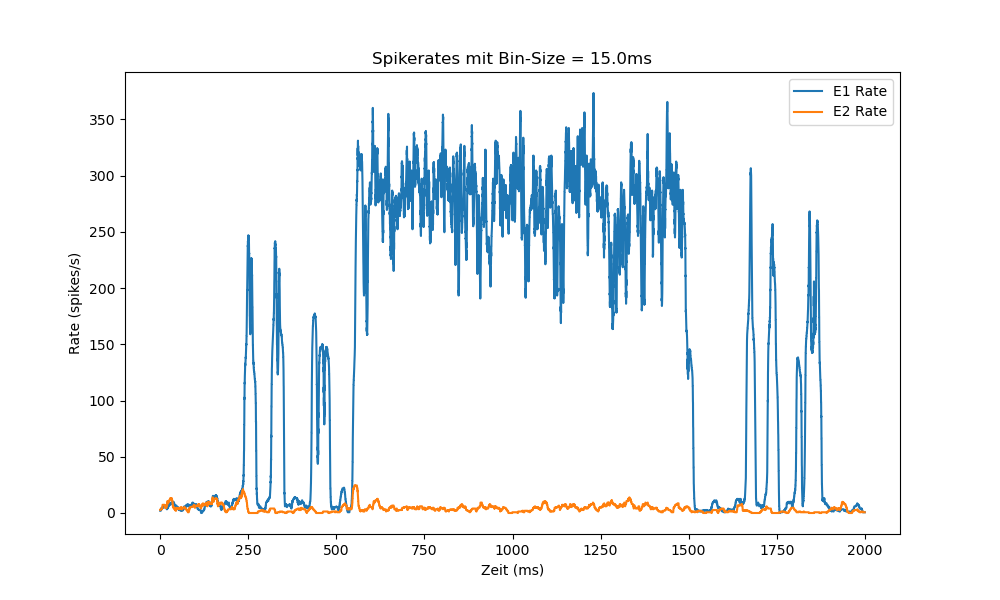 Spikerates mit Bin-Size = 15.0ms
E1 Rate
E2 Rate
Rate (spikes/s)
350
300
250
200
150
100
50
0
0 250 500 750 1000 1250 1500 1750 2000
Zeit (ms)